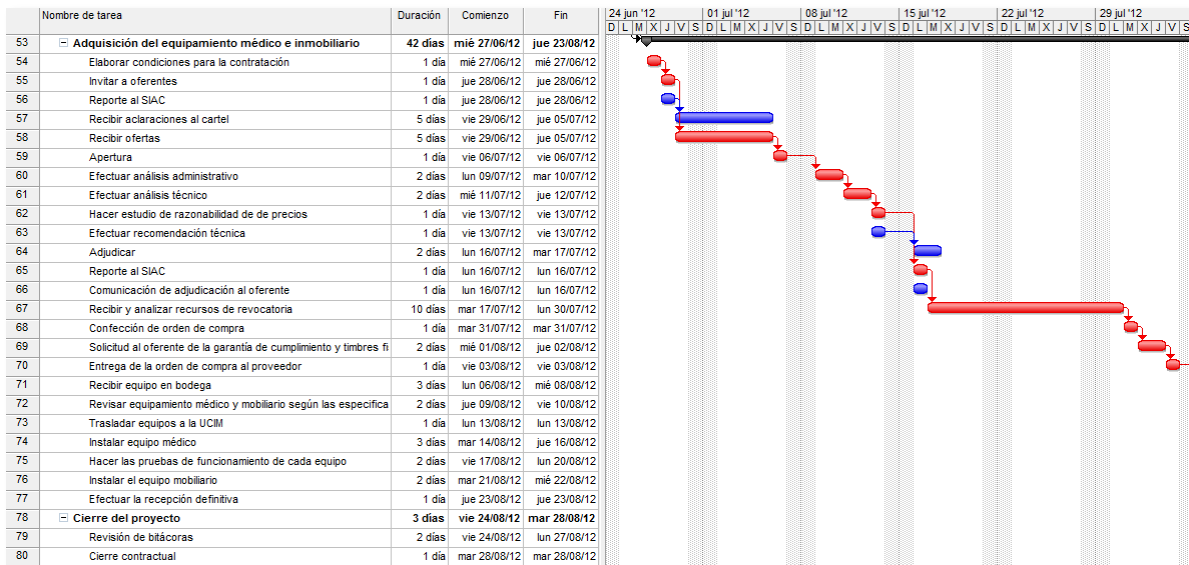 Nombre de tarea Duración Comienzo Fin 24 jun '12 01 jul '12 08 jul '12 15 jul '12 22 jul '12 29 jul '12
D L M X J V S D L M X J V S D L M X J V S D L M X J V S D L M X J V S D L M X J V S
53 Adquisición del equipamiento médico e inmobiliario 42 días mié 27/06/12 jue 23/08/12
54 Elaborar condiciones para la contratación 1 día mié 27/06/12 mié 27/06/12
55 Invitar a oferentes 1 día jue 28/06/12 jue 28/06/12
56 Reporte al SIAC 1 día jue 28/06/12 jue 28/06/12
57 Recibir aclaraciones al cartel 5 días vie 29/06/12 jue 05/07/12
58 Recibir ofertas 5 días vie 29/06/12 jue 05/07/12
59 Apertura 1 día vie 06/07/12 vie 06/07/12
60 Efectuar análisis administrativo 2 días lun 09/07/12 mar 10/07/12
61 Efectuar análisis técnico 2 días mié 11/07/12 jue 12/07/12
62 Hacer estudio de razonabilidad de de precios 1 día vie 13/07/12 vie 13/07/12
63 Efectuar recomendación técnica 1 día vie 13/07/12 vie 13/07/12
64 Adjudicar 2 días lun 16/07/12 mar 17/07/12
65 Reporte al SIAC 1 día lun 16/07/12 lun 16/07/12
66 Comunicación de adjudicación al oferente 1 día lun 16/07/12 lun 16/07/12
67 Recibir y analizar recursos de revocatoria 10 días mar 17/07/12 lun 30/07/12
68 Confección de orden de compra 1 día mar 31/07/12 mar 31/07/12
69 Solicitud al oferente de la garantía de cumplimiento y timbres fi 2 días mié 01/08/12 jue 02/08/12
70 Entrega de la orden de compra al proveedor 1 día vie 03/08/12 vie 03/08/12
71 Recibir equipo en bodega 3 días lun 06/08/12 mié 08/08/12
72 Revisar equipamiento médico y mobiliario según las especifica 2 días jue 09/08/12 vie 10/08/12
73 Trasladar equipos a la UCIM 1 día lun 13/08/12 lun 13/08/12
74 Instalar equipo médico 3 días mar 14/08/12 jue 16/08/12
75 Hacer las pruebas de funcionamiento de cada equipo 2 días vie 17/08/12 lun 20/08/12
76 Instalar el equipo mobiliario 2 días mar 21/08/12 mié 22/08/12
77 Efectuar la recepción definitiva 1 día jue 23/08/12 jue 23/08/12
78 Cierre del proyecto 3 días vie 24/08/12 mar 28/08/12
79 Revisión de bitácoras 2 días vie 24/08/12 lun 27/08/12
80 Cierre contractual 1 día mar 28/08/12 mar 28/08/12